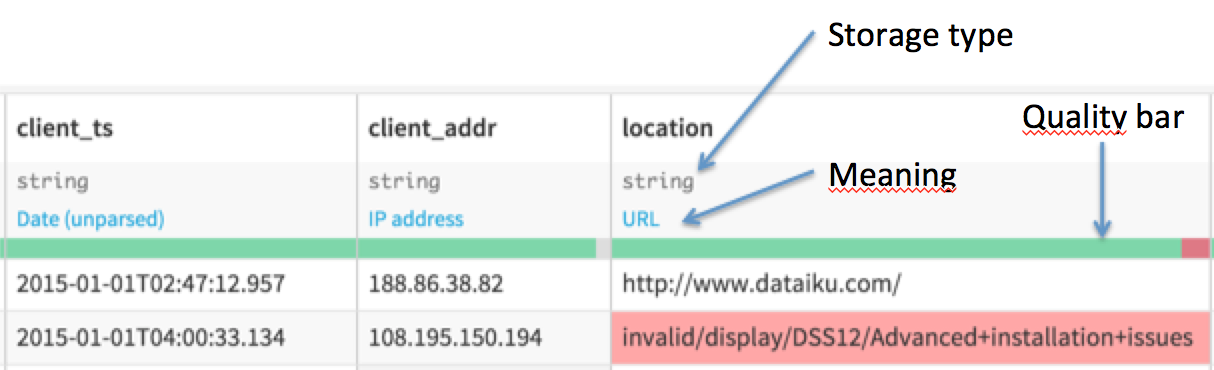 Storage type
client_ts client_addr location Quality bar
string string string Meaning
Date (unparsed) IP address URL
2015-01-01T02:47:12.957 188.86.38.82 http://www.dataiku.com/
2015-01-01T04:00:33.134 108.195.150.194 invalid/display/DSS12/Advanced+installation+issues